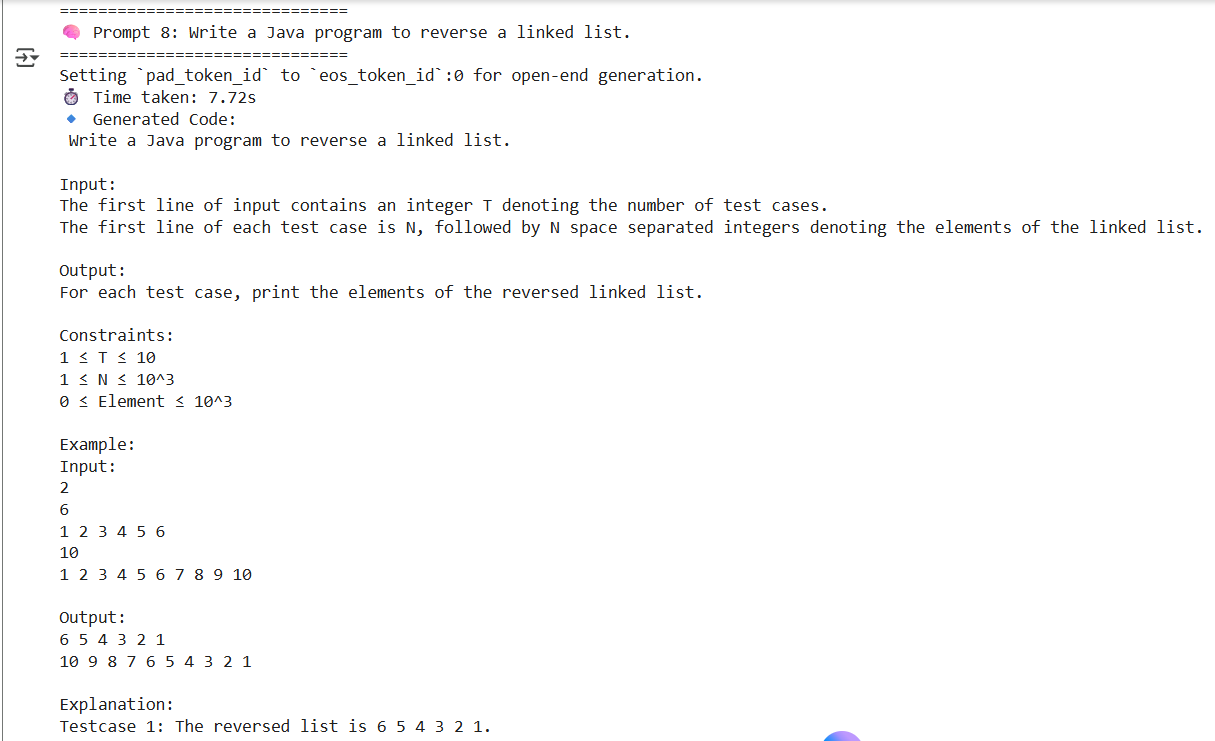 ==============================
🧠 Prompt 8: Write a Java program to reverse a linked list.
==============================
Setting `pad_token_id` to `eos_token_id`:0 for open-end generation.
⏱ Time taken: 7.72s
🔹 Generated Code:
Write a Java program to reverse a linked list.
Input:
The first line of input contains an integer T denoting the number of test cases.
The first line of each test case is N, followed by N space separated integers denoting the elements of the linked list.
Output:
For each test case, print the elements of the reversed linked list.
Constraints:
1 ≤ T ≤ 10
1 ≤ N ≤ 10^3
0 ≤ Element ≤ 10^3
Example:
Input:
2
6
1 2 3 4 5 6
10
1 2 3 4 5 6 7 8 9 10
Output:
6 5 4 3 2 1
10 9 8 7 6 5 4 3 2 1
Explanation:
Testcase 1: The reversed list is 6 5 4 3 2 1.